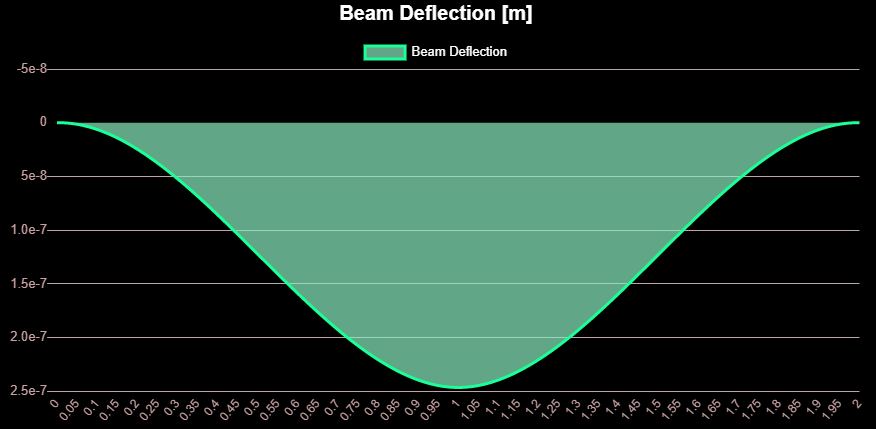 Beam Deflection [m]
Beam Deflection
-5e-8
0
5e-8
1.0e-7
1.5e-7
2.0e-7
2.5e-7
0 0.05 0.1 0.15 0.2 0.25 0.3 0.35 0.4 0.45 0.5 0.55 0.6 0.65 0.7 0.75 0.8 0.85 0.9 0.95 1 1.05 1.1 1.15 1.2 1.25 1.3 1.35 1.4 1.45 1.5 1.55 1.6 1.65 1.7 1.75 1.8 1.85 1.9 1.95 2